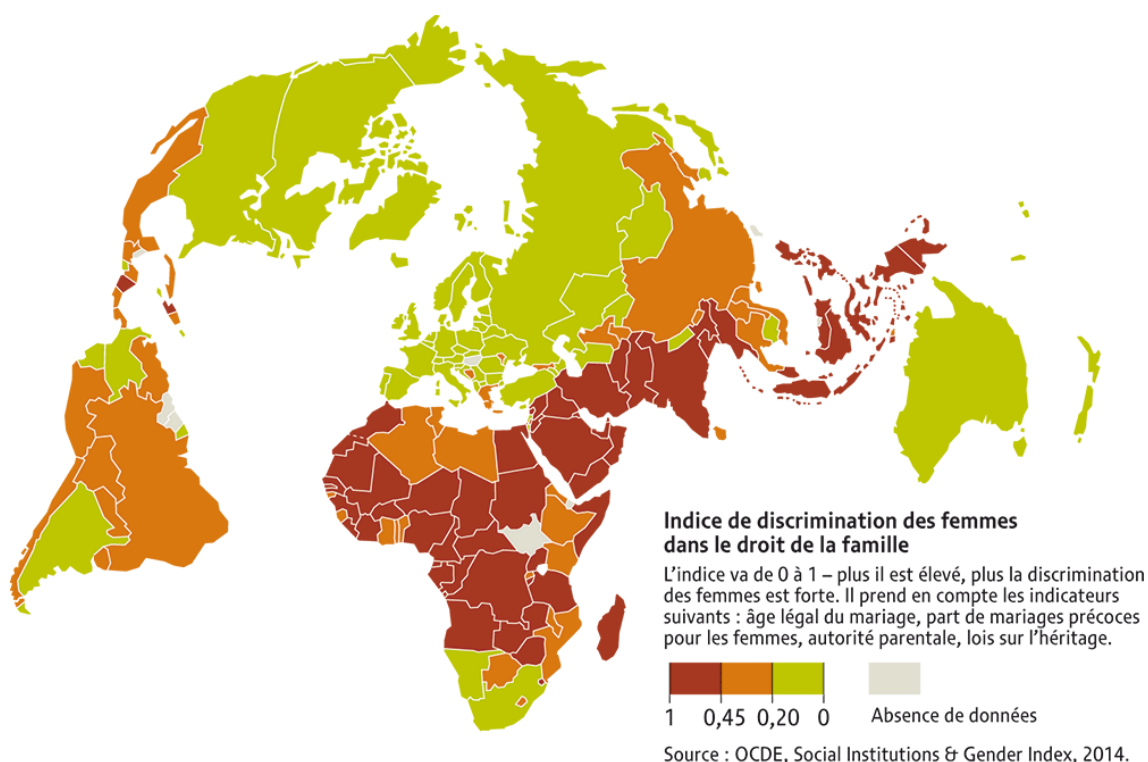 Indice de discrimination des femmes
dans le droit de la famille
L'indice va de 0 à 1 – plus il est élevé, plus la discrimination
des femmes est forte. Il prend en compte les indicateurs
suivants : âge légal du mariage, part de mariages précoces
pour les femmes, autorité parentale, lois sur l'héritage.
1 0,45 0,20 0 Absence de données
Source : OCDE, Social Institutions & Gender Index, 2014.